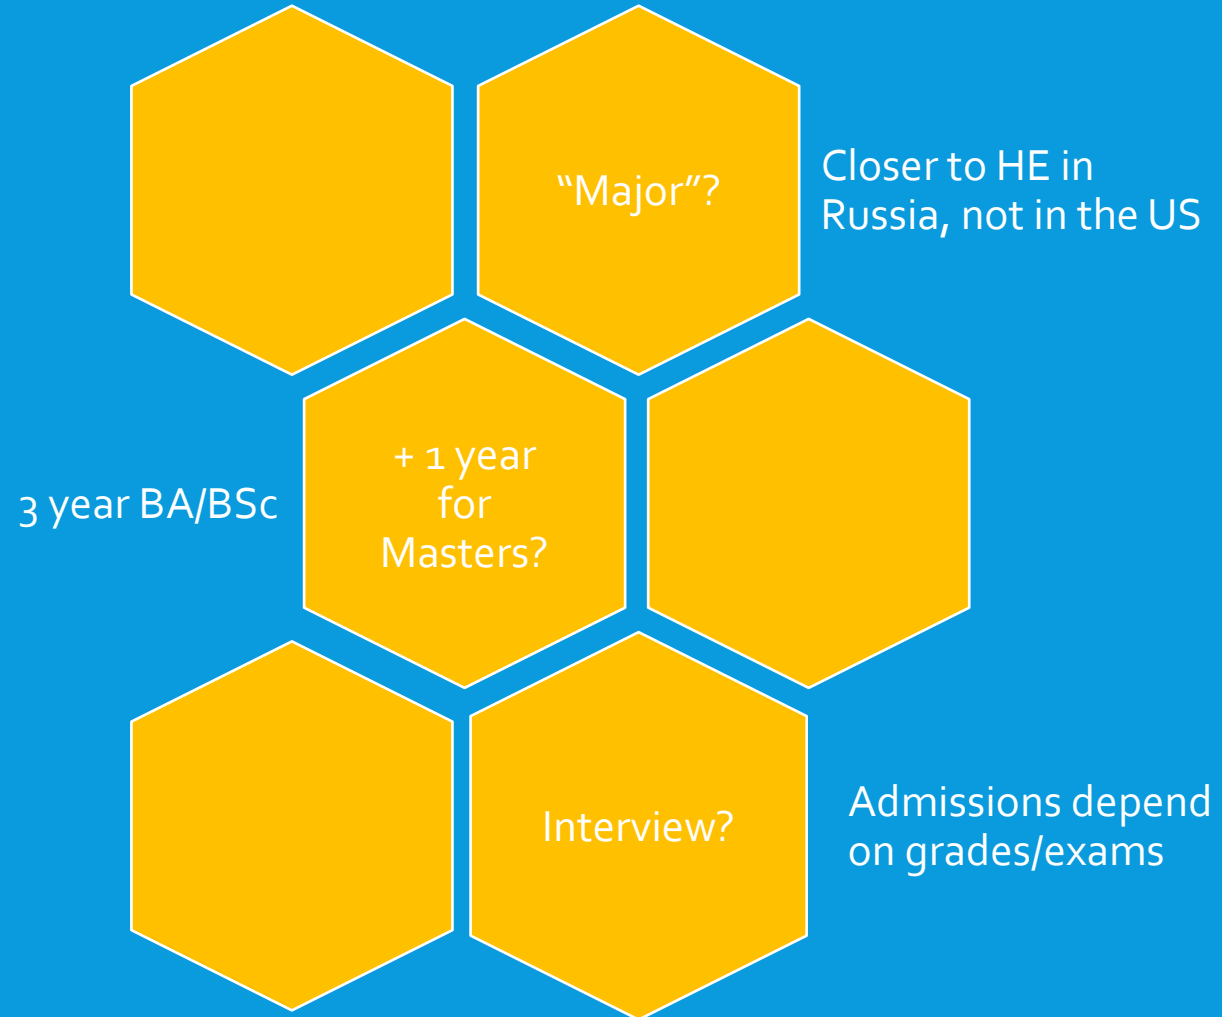 “Major”?
Closer to HE in
Russia, not in the US
3 year BA/BSc
+ 1 year
for
Masters?
Interview?
Admissions depend
on grades/exams